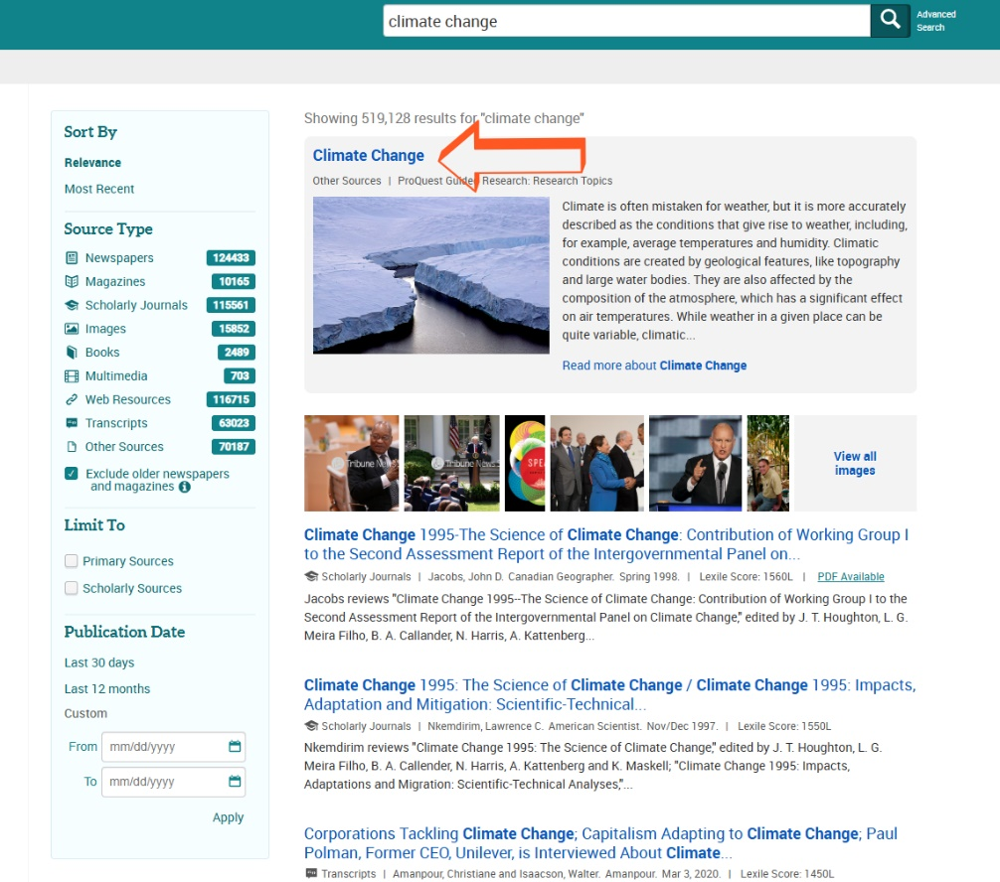 climate change
Advanced
Search
Sort By
Relevance
Most Recent
Source Type
Newspapers 124433
Magazines 10165
Scholarly Journals 115561
Images 15852
Books 2489
Multimedia 703
Web Resources 116715
Transcripts 63023
Other Sources 70187
Exclude older newspapers
and magazines
Limit To
Primary Sources
Scholarly Sources
Publication Date
Last 30 days
Last 12 months
Custom
From mm/dd/yyyy
To mm/dd/yyyy
Apply
Showing 519,128 results for "climate change"
Climate Change
Other Sources | ProQuest Guided Research: Research Topics
Climate is often mistaken for weather, but it is more accurately
described as the conditions that give rise to weather, including,
for example, average temperatures and humidity. Climatic
conditions are created by geological features, like topography
and large water bodies. They are also affected by the
composition of the atmosphere, which has a significant effect
on air temperatures. While weather in a given place can be
quite variable, climatic...
Read more about Climate Change
Tribune News
Tribune News
SPEA
View all
images
Climate Change 1995-The Science of Climate Change: Contribution of Working Group I
to the Second Assessment Report of the Intergovernmental Panel on...
Scholarly Journals | Jacobs, John D. Canadian Geographer. Spring 1998. | Lexile Score: 1560L | PDF Available
Jacobs reviews "Climate Change 1995--The Science of Climate Change: Contribution of Working Group I to the
Second Assessment Report of the Intergovernmental Panel on Climate Change," edited by J. T. Houghton, L. G.
Meira Filho, B. A. Callander, N. Harris, A. Kattenberg...
Climate Change 1995: The Science of Climate Change / Climate Change 1995: Impacts,
Adaptation and Mitigation: Scientific-Technical...
Scholarly Journals | Nkemdirim, Lawrence C. American Scientist. Nov/Dec 1997. | Lexile Score: 1550L
Nkemdirim reviews "Climate Change 1995: The Science of Climate Change," edited by J. T. Houghton, L. G.
Meira Filho, B. A. Callender, N. Harris, A. Kattenberg and K. Maskell; "Climate Change 1995: Impacts,
Adaptations and Migration: Scientific-Technical Analyses,"...
Corporations Tackling Climate Change; Capitalism Adapting to Climate Change; Paul
Polman, Former CEO, Unilever, is Interviewed About Climate...
Transcripts | Amanpour, Christiane and Isaacson, Walter. Amanpour. Mar 3, 2020. | Lexile Score: 1450L